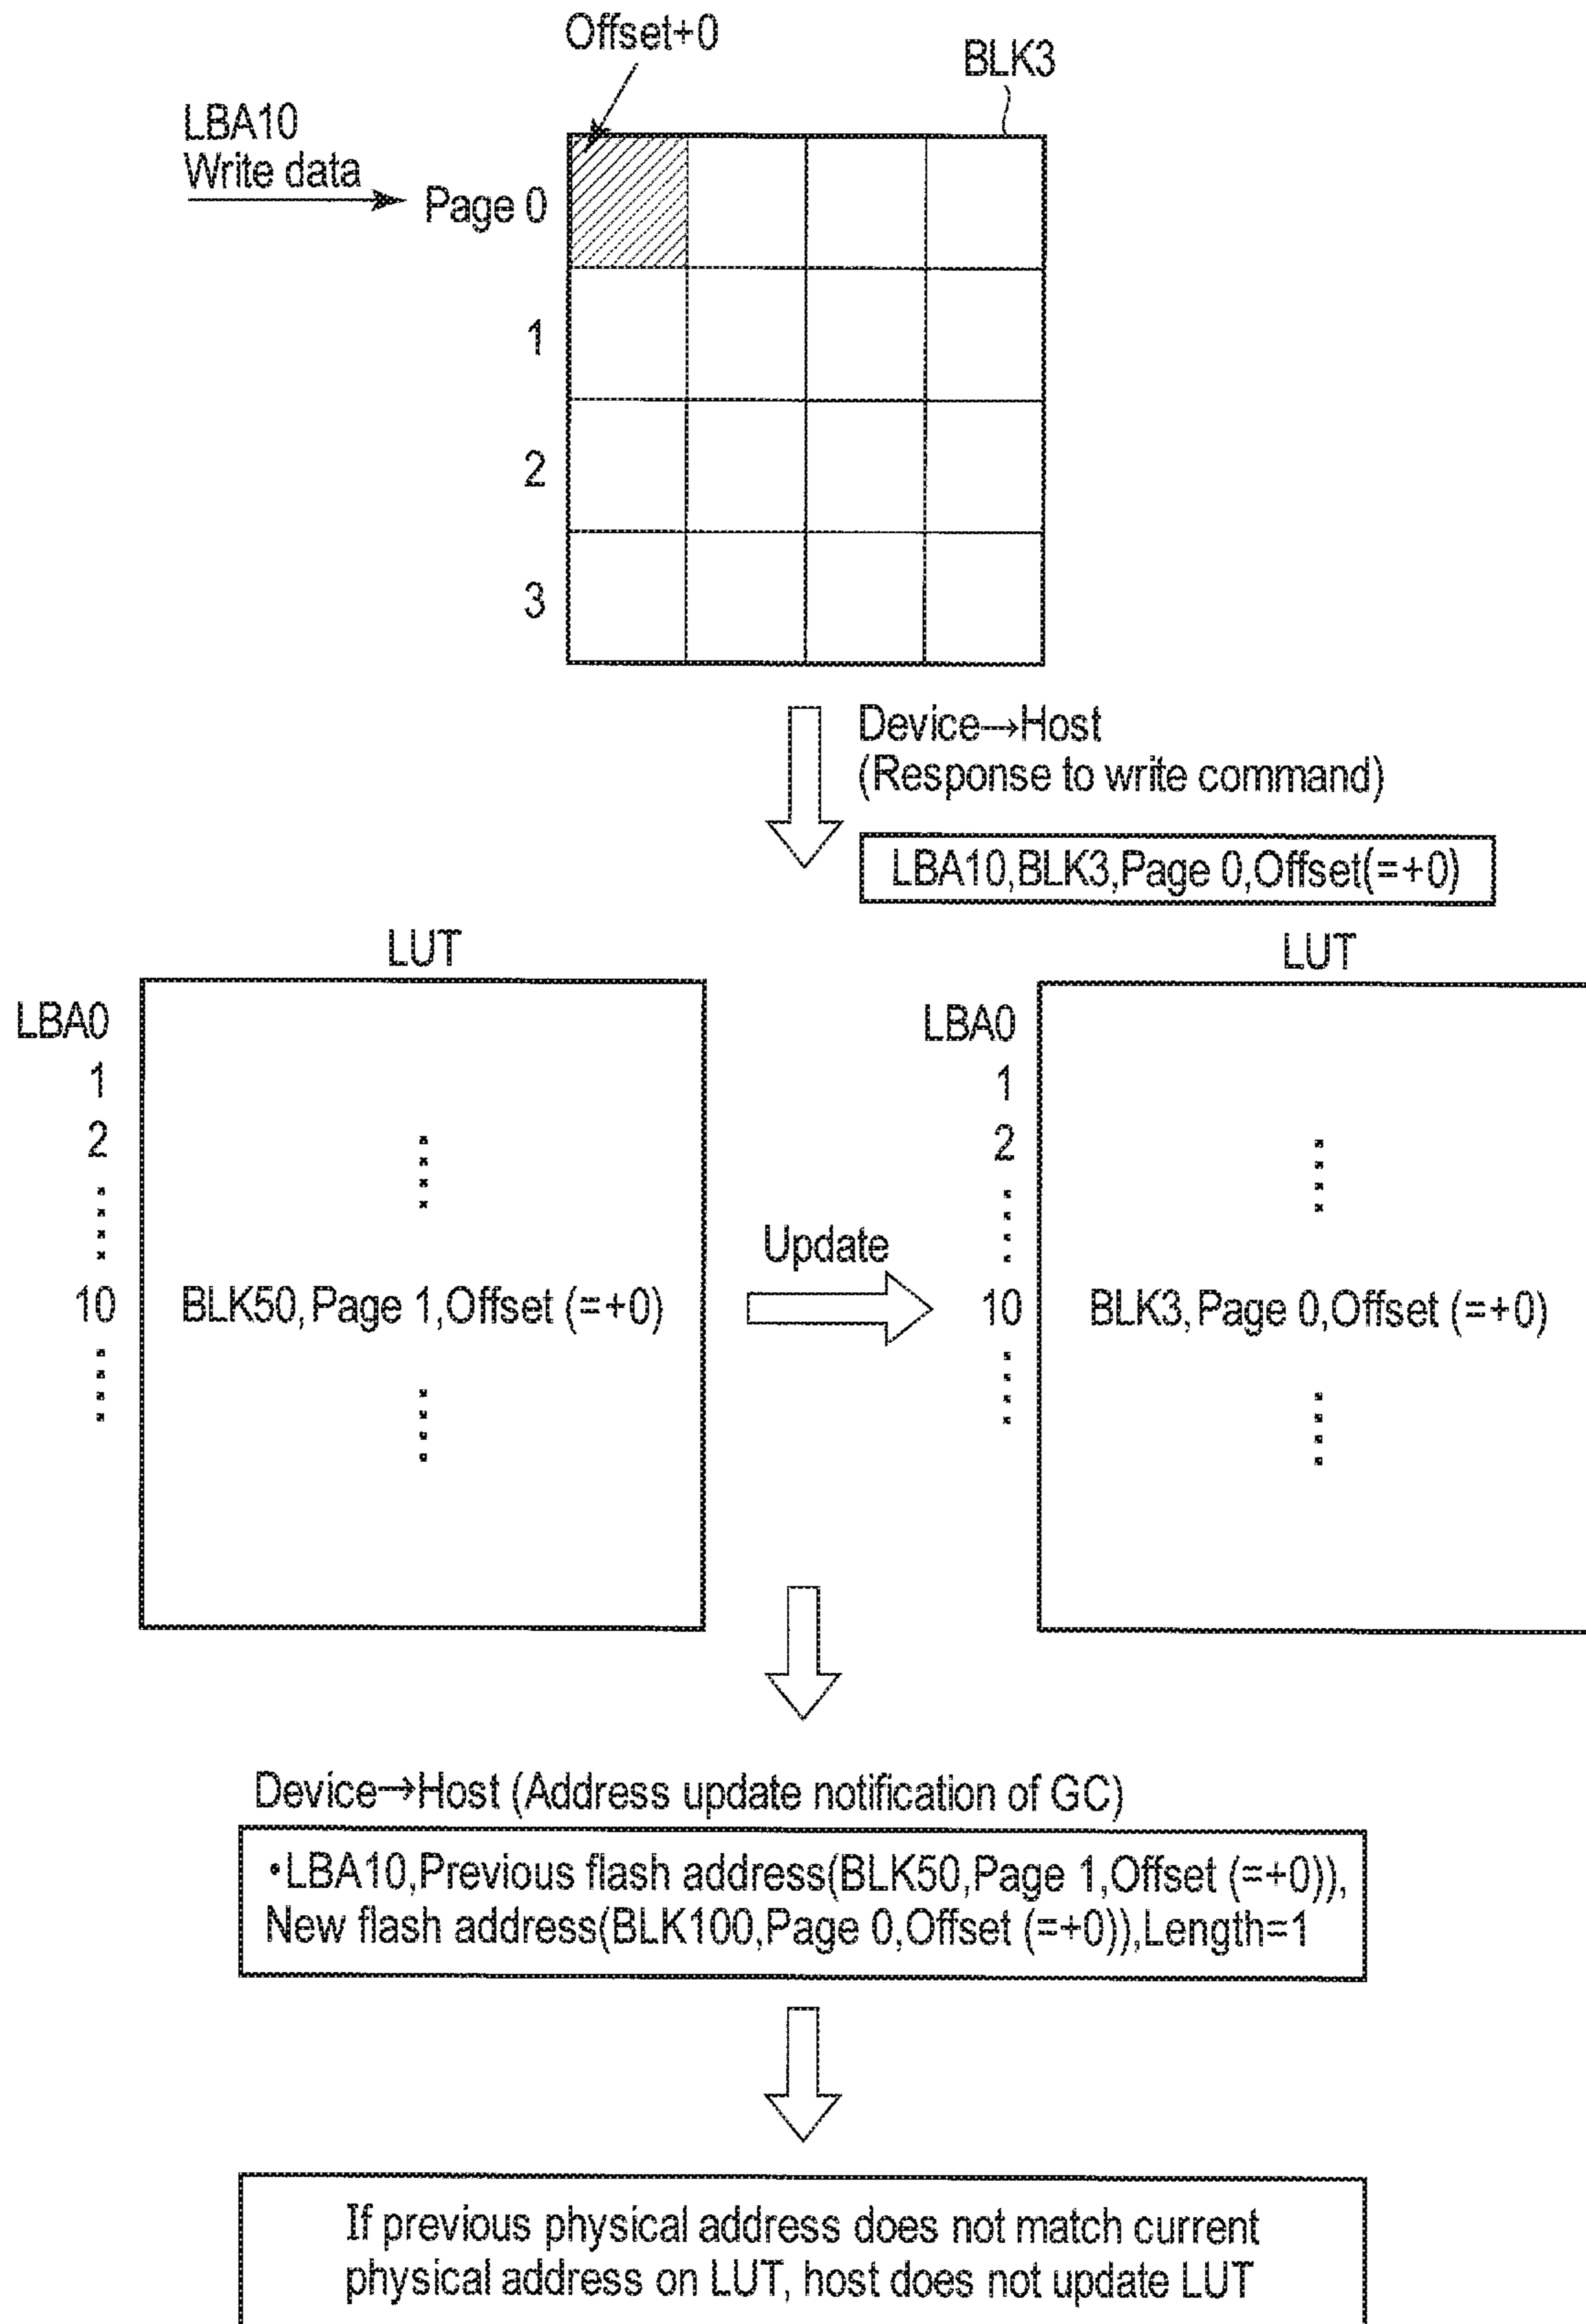 Offset+0
BLK3
LBA10
Write data
Page 0
1
2
3
Device→Host
(Response to write command)
LBA10,BLK3,Page 0,Offset(=+0)
LUT
LBA0
1
2
10
BLK50,Page 1,Offset (=+0)
Update
LUT
LBA0
1
2
10
BLK3,Page 0,Offset (=+0)
Device→Host (Address update notification of GC)
•LBA10,Previous flash address(BLK50,Page 1,Offset (=+0)),
New flash address(BLK100,Page 0,Offset (=+0)),Length=1
If previous physical address does not match current
physical address on LUT, host does not update LUT